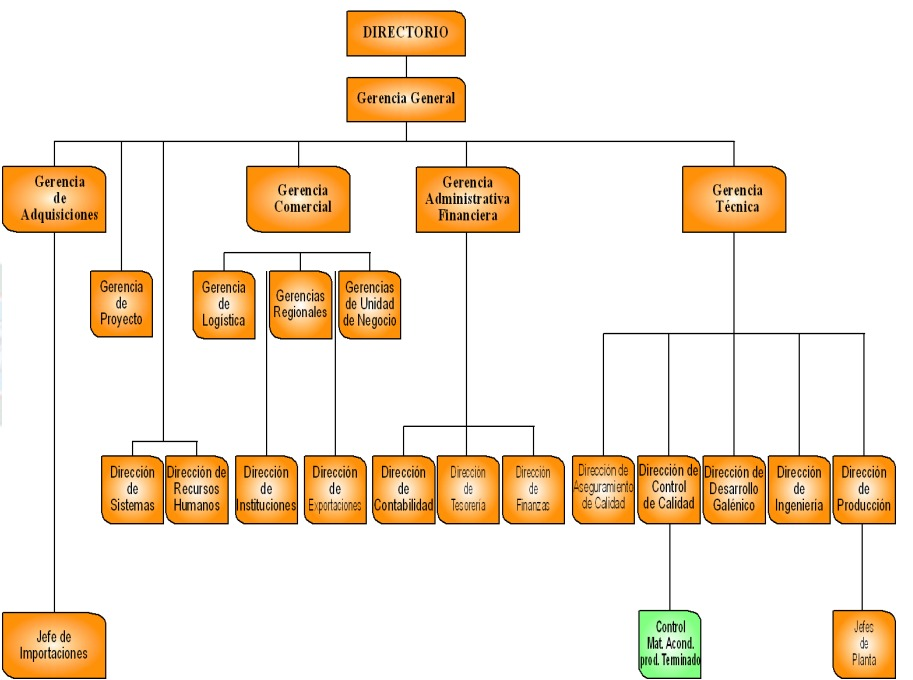 DIRECTORIO
Gerencia General
Gerencia
de
Adquisiciones
Gerencia
Comercial
Gerencia
Administrativa
Financiera
Gerencia
Técnica
Gerencia
de
Proyecto
Gerencia
de
Logística
Gerencias
Regionales
Gerencias
de Unidad
de Negocio
Dirección
de
Sistemas
Dirección de
Recursos
Humanos
Dirección
de
Instituciones
Dirección
de
Exportaciones
Dirección
de
Contabilidad
Dirección
de
Tesorería
Dirección
de
Finanzas
Dirección de
Aseguramiento
de Calidad
Dirección de
Control
de Calidad
Dirección de
Desarrollo
Galénico
Dirección
de
Ingeniería
Dirección
de
Producción
Jefe de
Importaciones
Control
Mat. Acond.
prod. Terminado
Jefes
de
Planta